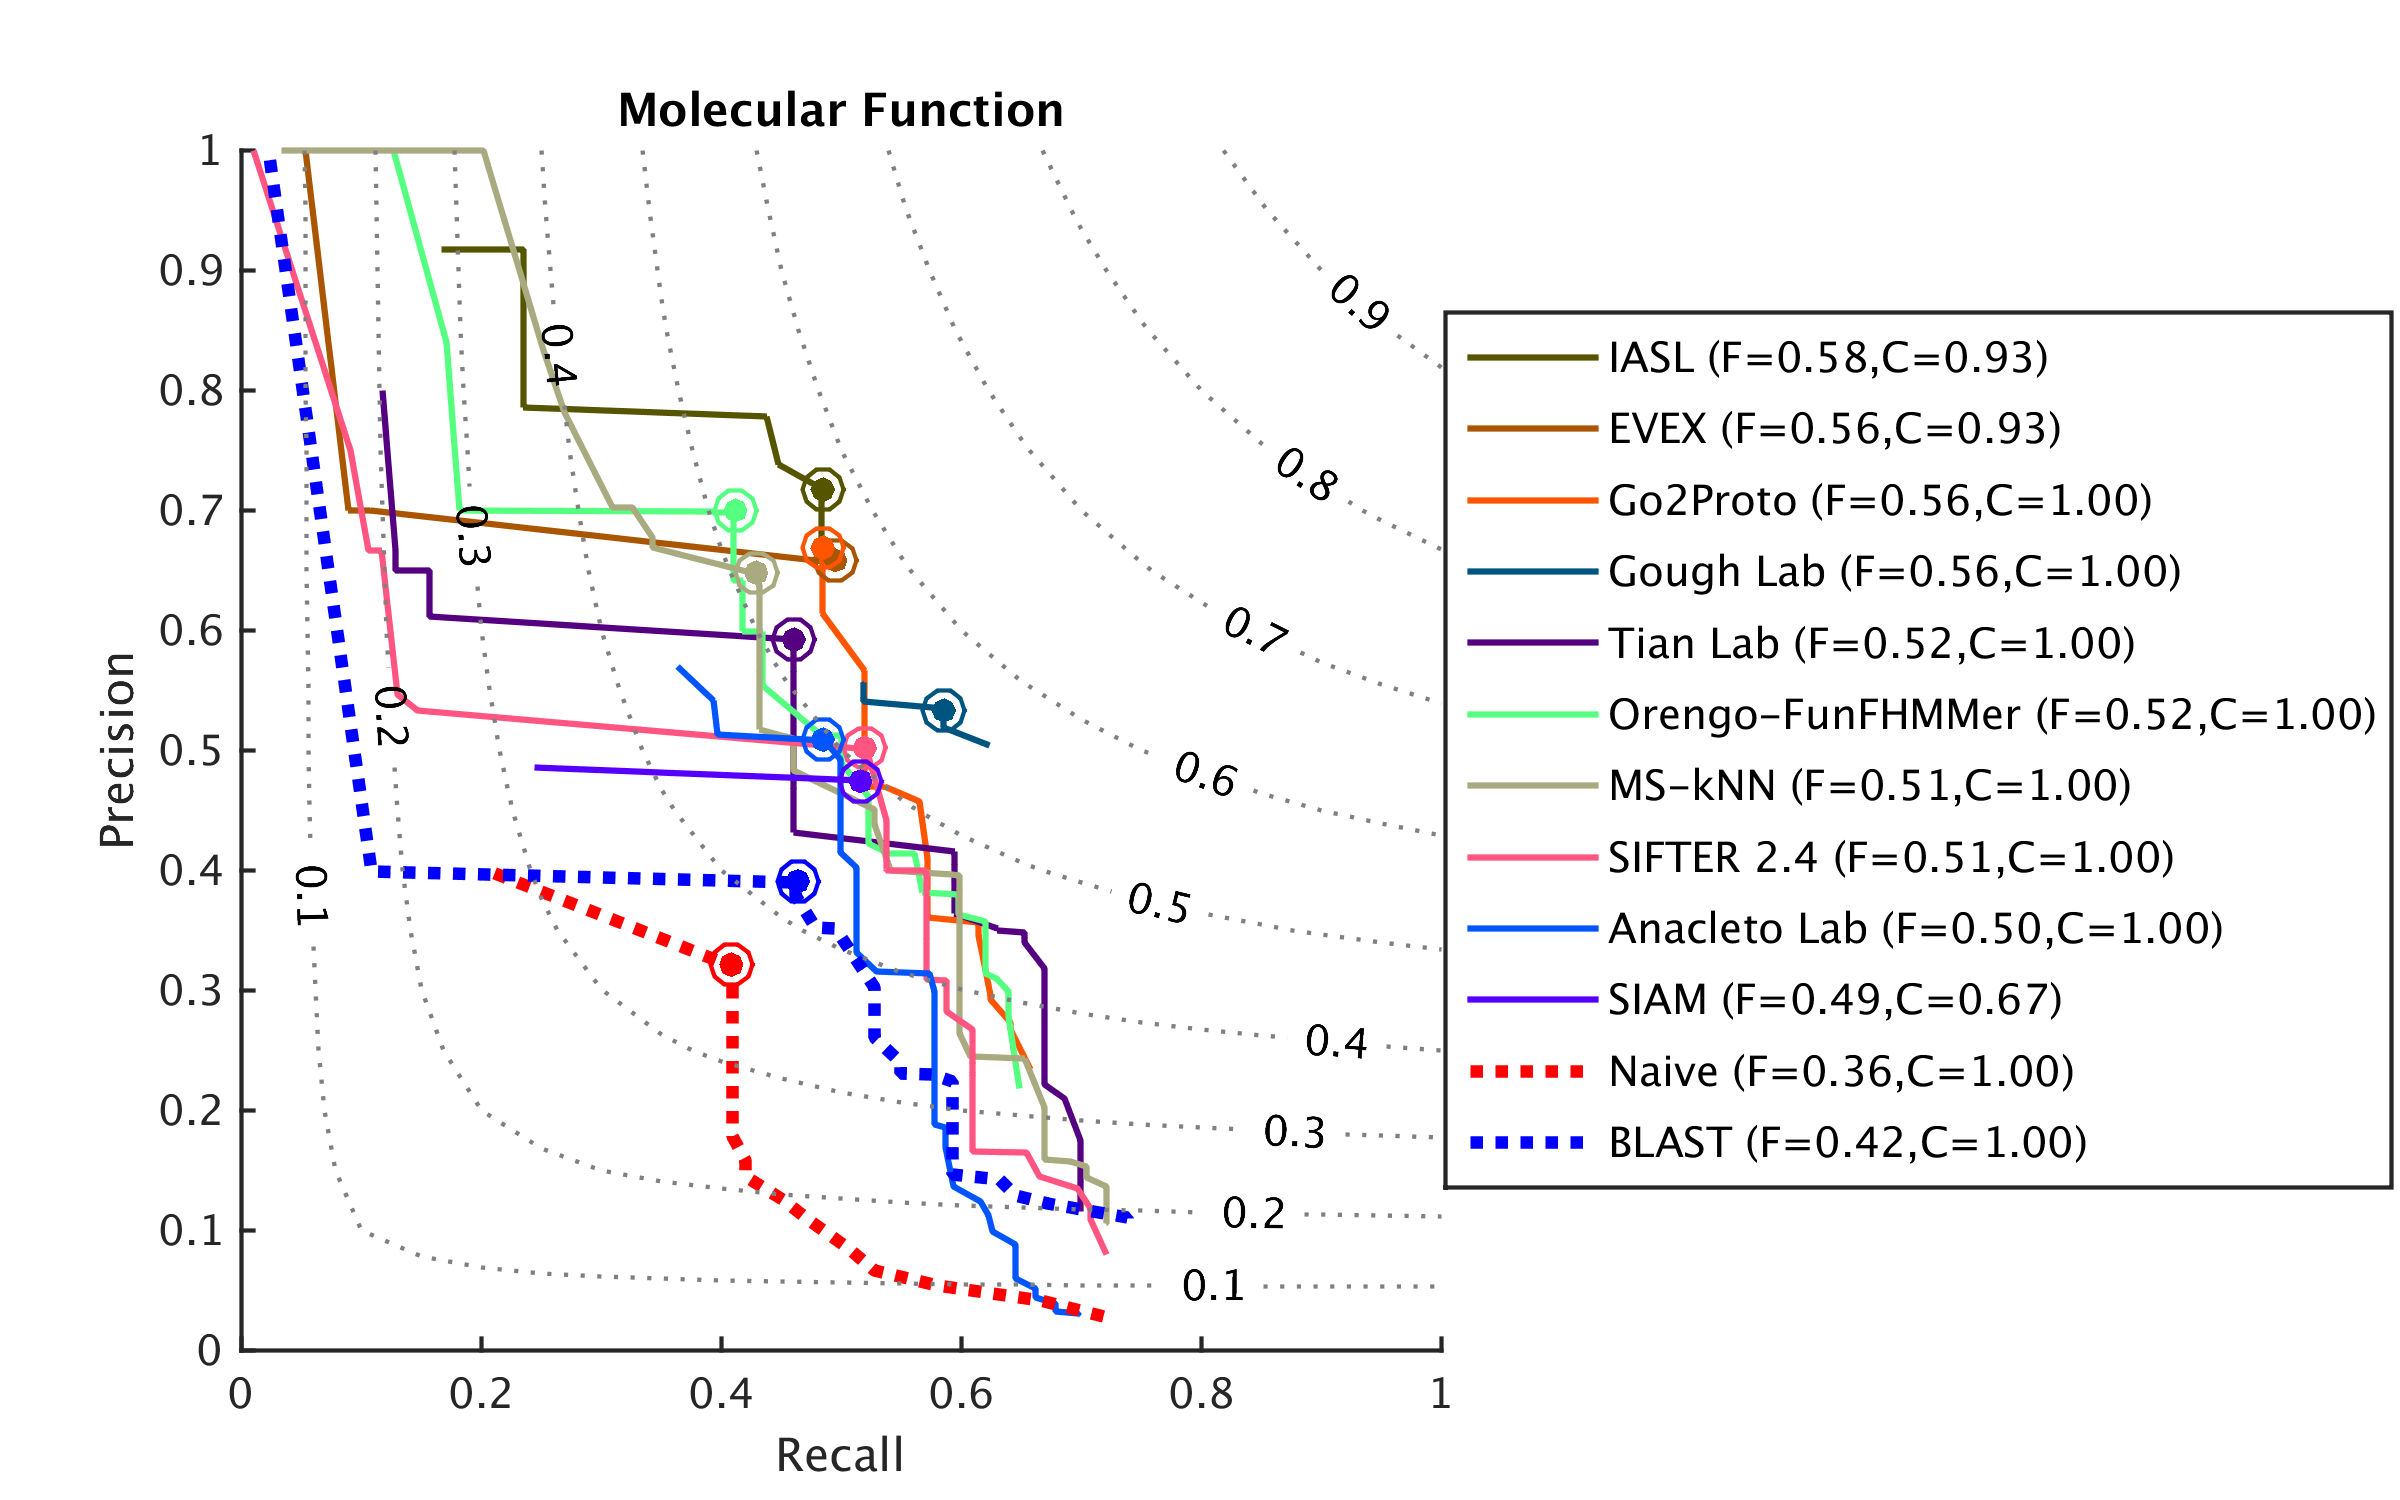 Molecular Function
Precision
1
0.9
0.8
0.7
0.6
0.5
0.4
0.3
0.2
0.1
0
0 0.2 0.4 0.6 0.8 1
Recall
0.9
0.8
0.7
0.6
0.5
0.4
0.3
0.2
0.1
0.4
0.3
0.2
0.1
IASL (F=0.58,C=0.93)
EVEX (F=0.56,C=0.93)
Go2Proto (F=0.56,C=1.00)
Gough Lab (F=0.56,C=1.00)
Tian Lab (F=0.52,C=1.00)
Orengo-FunFHMMer (F=0.52,C=1.00)
MS-kNN (F=0.51,C=1.00)
SIFTER 2.4 (F=0.51,C=1.00)
Anacleto Lab (F=0.50,C=1.00)
SIAM (F=0.49,C=0.67)
Naive (F=0.36,C=1.00)
BLAST (F=0.42,C=1.00)